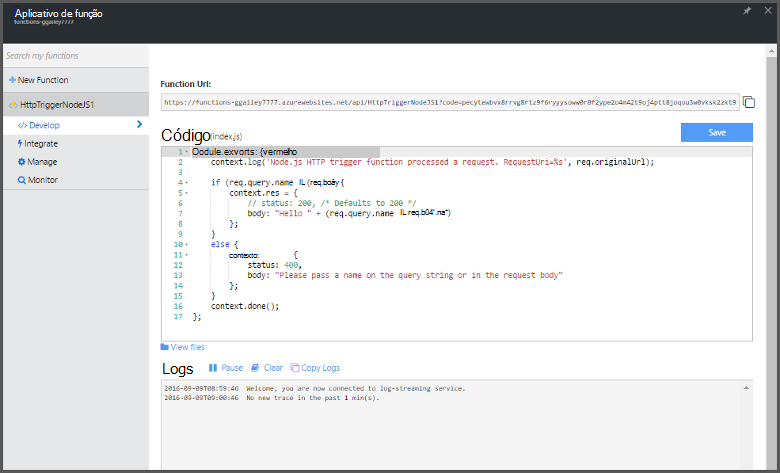 Aplicativo de função
functions-ggailey7777
Search my functions
New Function
HttpTriggerNodeJS1
</> Develop
Integrate
Manage
Monitor
Function Url:
https://functions-ggailey7777.azurewebsites.net/api/HttpTriggerNodeJS1?code=pecytewbvx8rrvg8rtz9f6ryyysoww0r8f2ype2o4m42t9oj4ptt8joqou3w0vksk2zkt9
Código(index.js)
Save
1 Oodule.exvorts: {vermelho
2 context.log('Node.js HTTP trigger function processed a request. RequestUri=%s', req.originalUrl);
3
4 if (req.query.name IL (req.boáy {
5 context.res = {
6 // status: 200, /* Defaults to 200 */
7 body: "Hello " + (req.query.name IL req.b04'.na")
8 };
9 }
10 else {
11 contexto: {
12 status: 400,
13 body: "Please pass a name on the query string or in the request body"
14 };
15 }
16 context.done();
17 };
View files
Logs Pause Clear Copy Logs
2016-09-09T08:59:46 Welcome, you are now connected to log-streaming service.
2016-09-09T09:00:46 No new trace in the past 1 min(s).